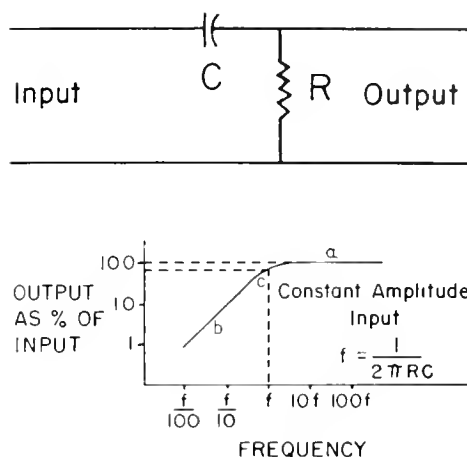 Input C R Output
100
a
OUTPUT AS % OF INPUT
10
1
b
c
Constant Amplitude
Input
f = 1 / 2πRC
f/100 f/10 f 10f 100f
FREQUENCY